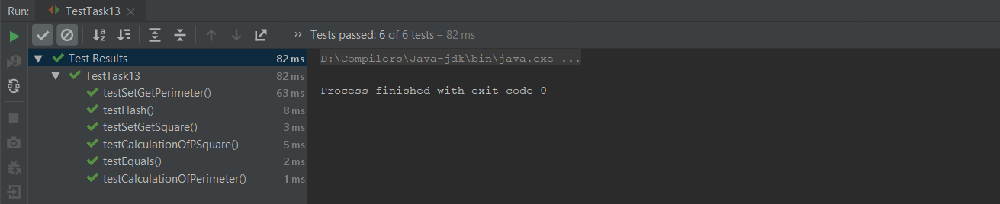 Run: TestTask13 ×
Tests passed: 6 of 6 tests – 82 ms
Test Results 82 ms
TestTask13 82 ms
testSetGetPerimeter() 63 ms
testHash() 8 ms
testSetGetSquare() 3 ms
testCalculationOfPSquare() 5 ms
testEquals() 2 ms
testCalculationOfPerimeter() 1 ms
D:\Compilers\Java-jdk\bin\java.exe ...
Process finished with exit code 0